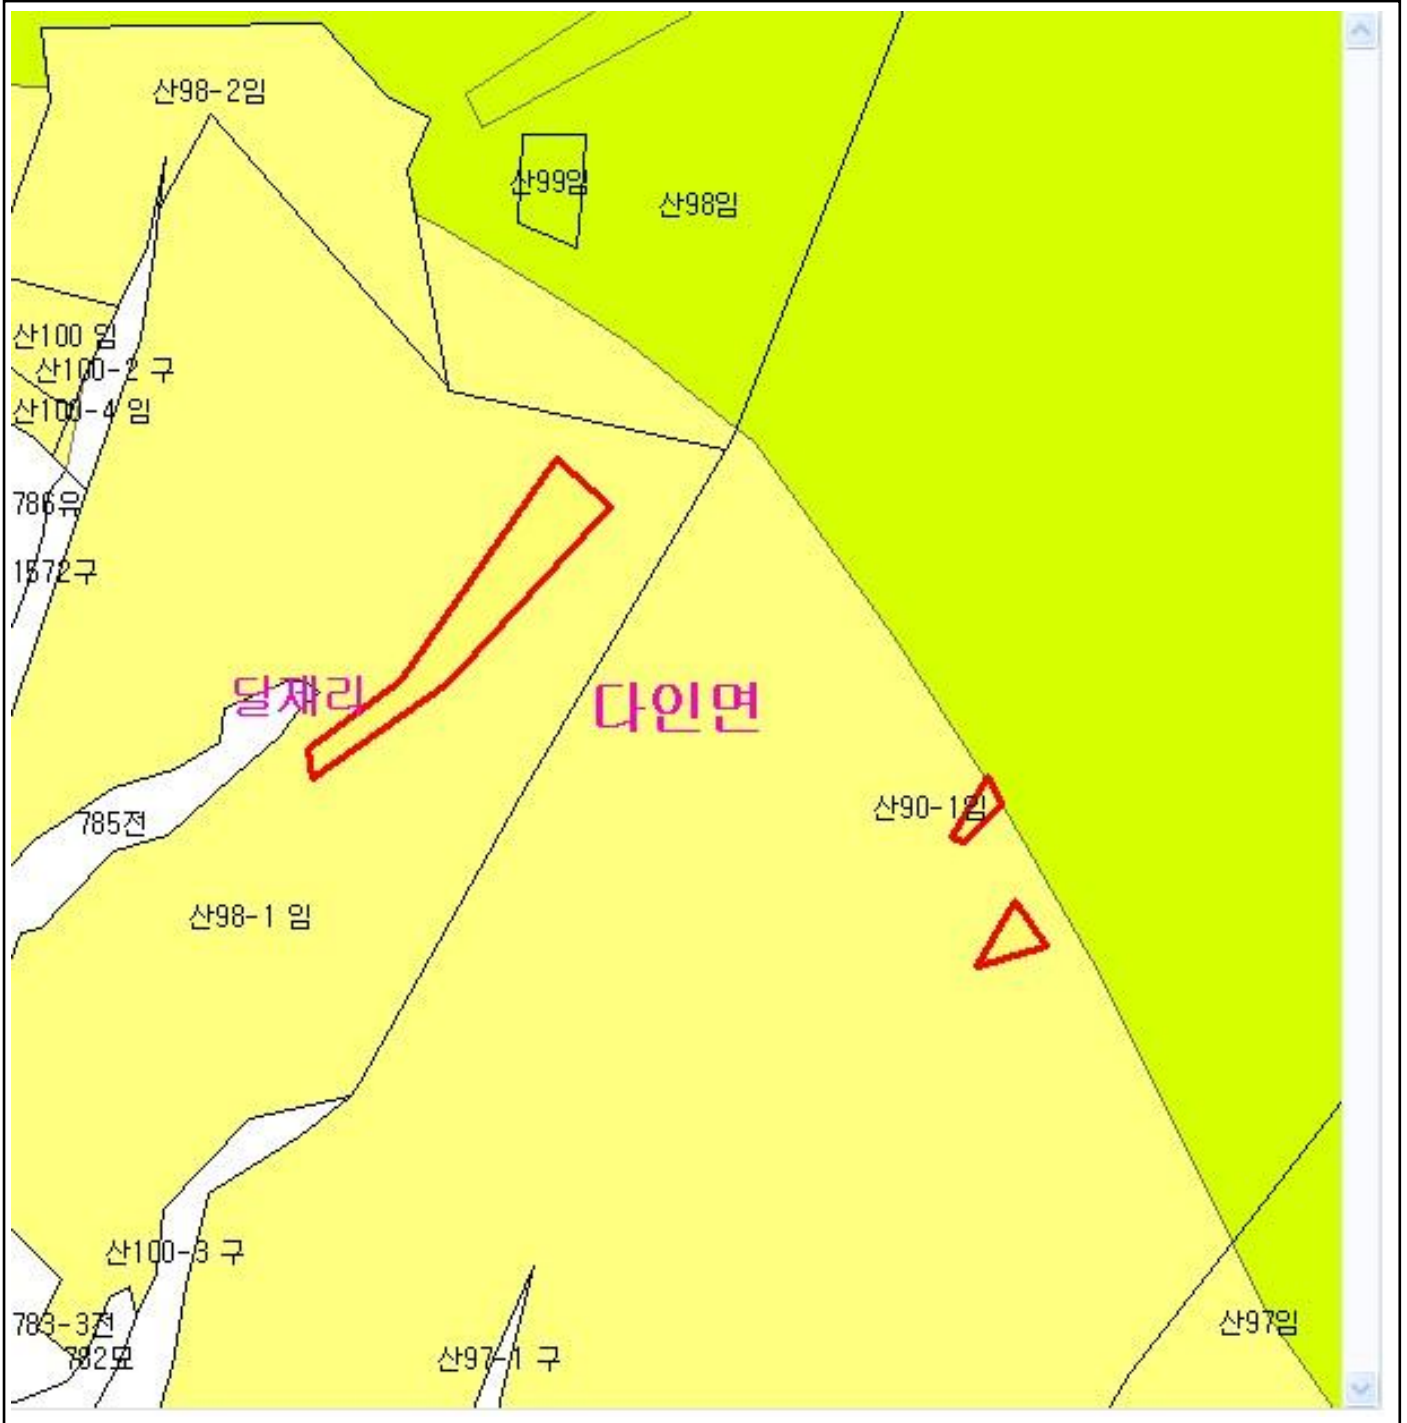 산98-2임
산99임
산98임
산100 임
산100-2 구
산100-4 임
786유
1572구
달제리
다인면
785전
산90-1임
산98-1 임
산100-3 구
783-3전
782묘
산97-1 구
산97임